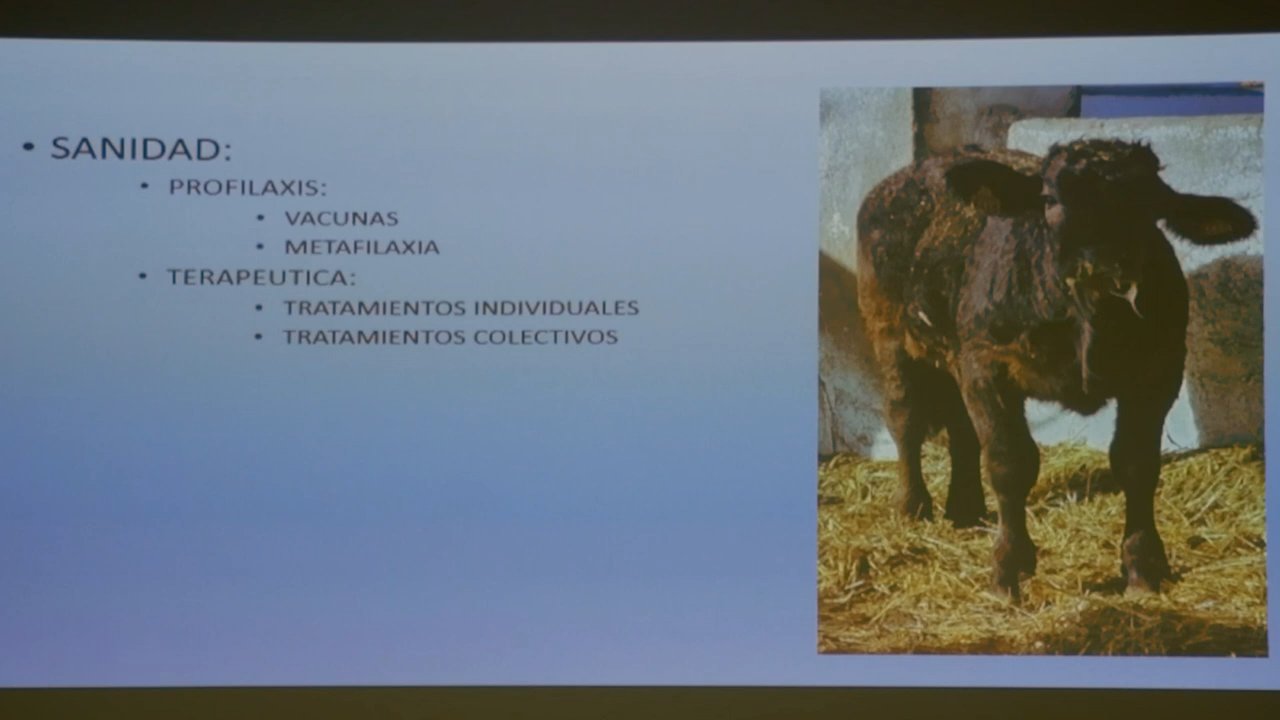 • SANIDAD:
• PROFILAXIS:
• VACUNAS
• METAFILAXIA
• TERAPEUTICA:
• TRATAMIENTOS INDIVIDUALES
• TRATAMIENTOS COLECTIVOS